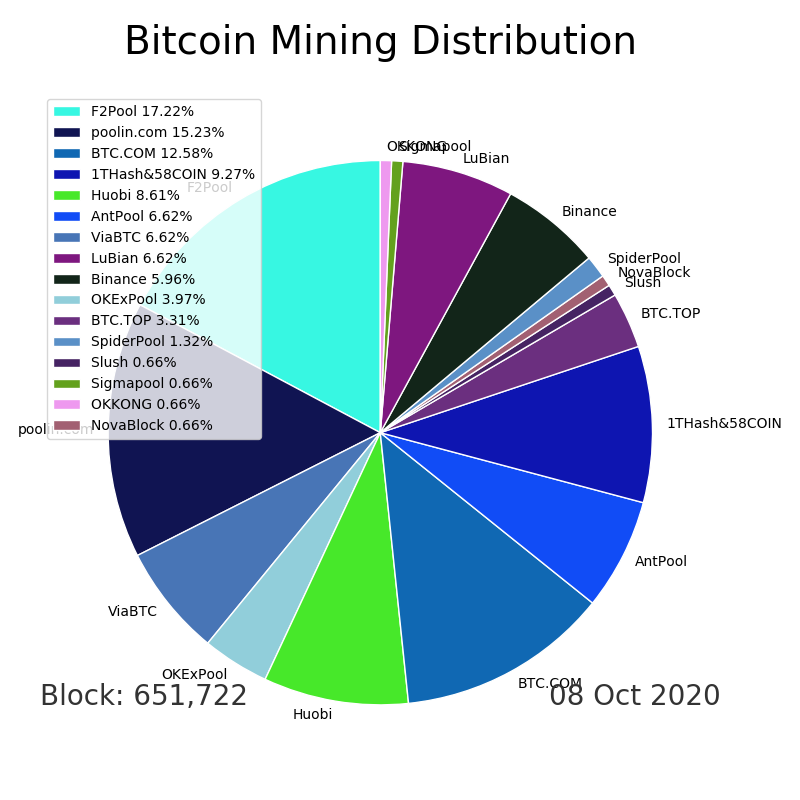 Bitcoin Mining Distribution
F2Pool 17.22%
poolin.com 15.23%
BTC.COM 12.58%
1THash&58COIN 9.27%
Huobi 8.61%
AntPool 6.62%
ViaBTC 6.62%
LuBian 6.62%
Binance 5.96%
OKExPool 3.97%
BTC.TOP 3.31%
SpiderPool 1.32%
Slush 0.66%
Sigmapool 0.66%
OKKONG 0.66%
NovaBlock 0.66%
OKKONG
Sigmapool
LuBian
F2Pool
Binance
SpiderPool
NovaBlock
Slush
BTC.TOP
1THash&58COIN
poolin.com
AntPool
ViaBTC
OKExPool
BTC.COM
Huobi
Block: 651,722
08 Oct 2020